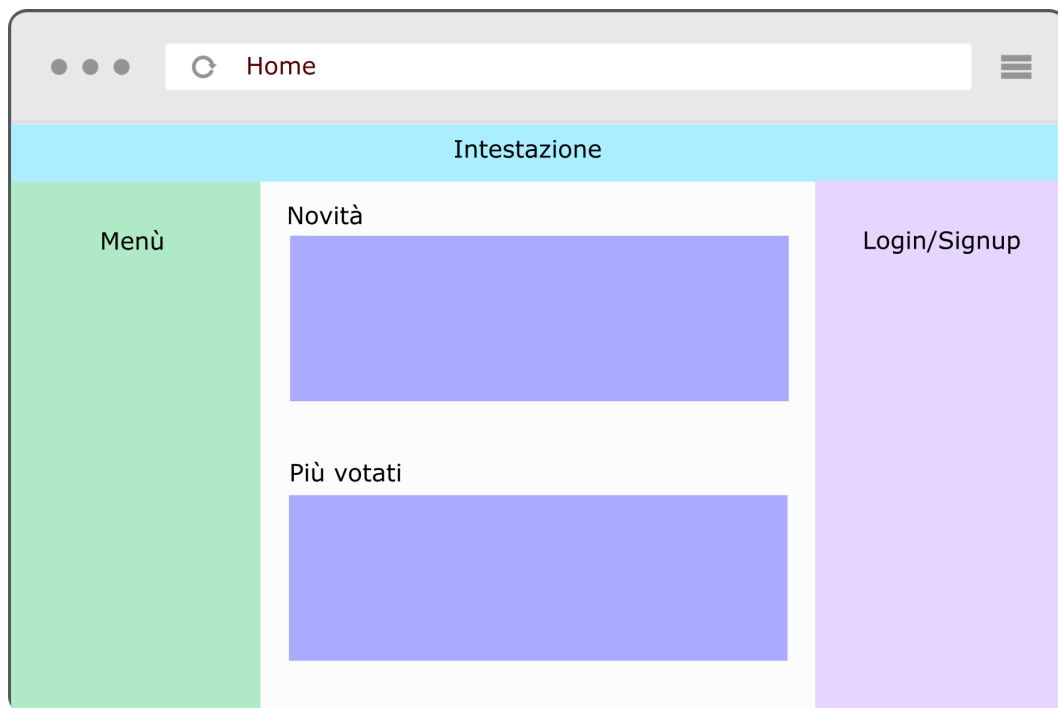 Home
Intestazione
Menù
Novità
Più votati
Login/Signup